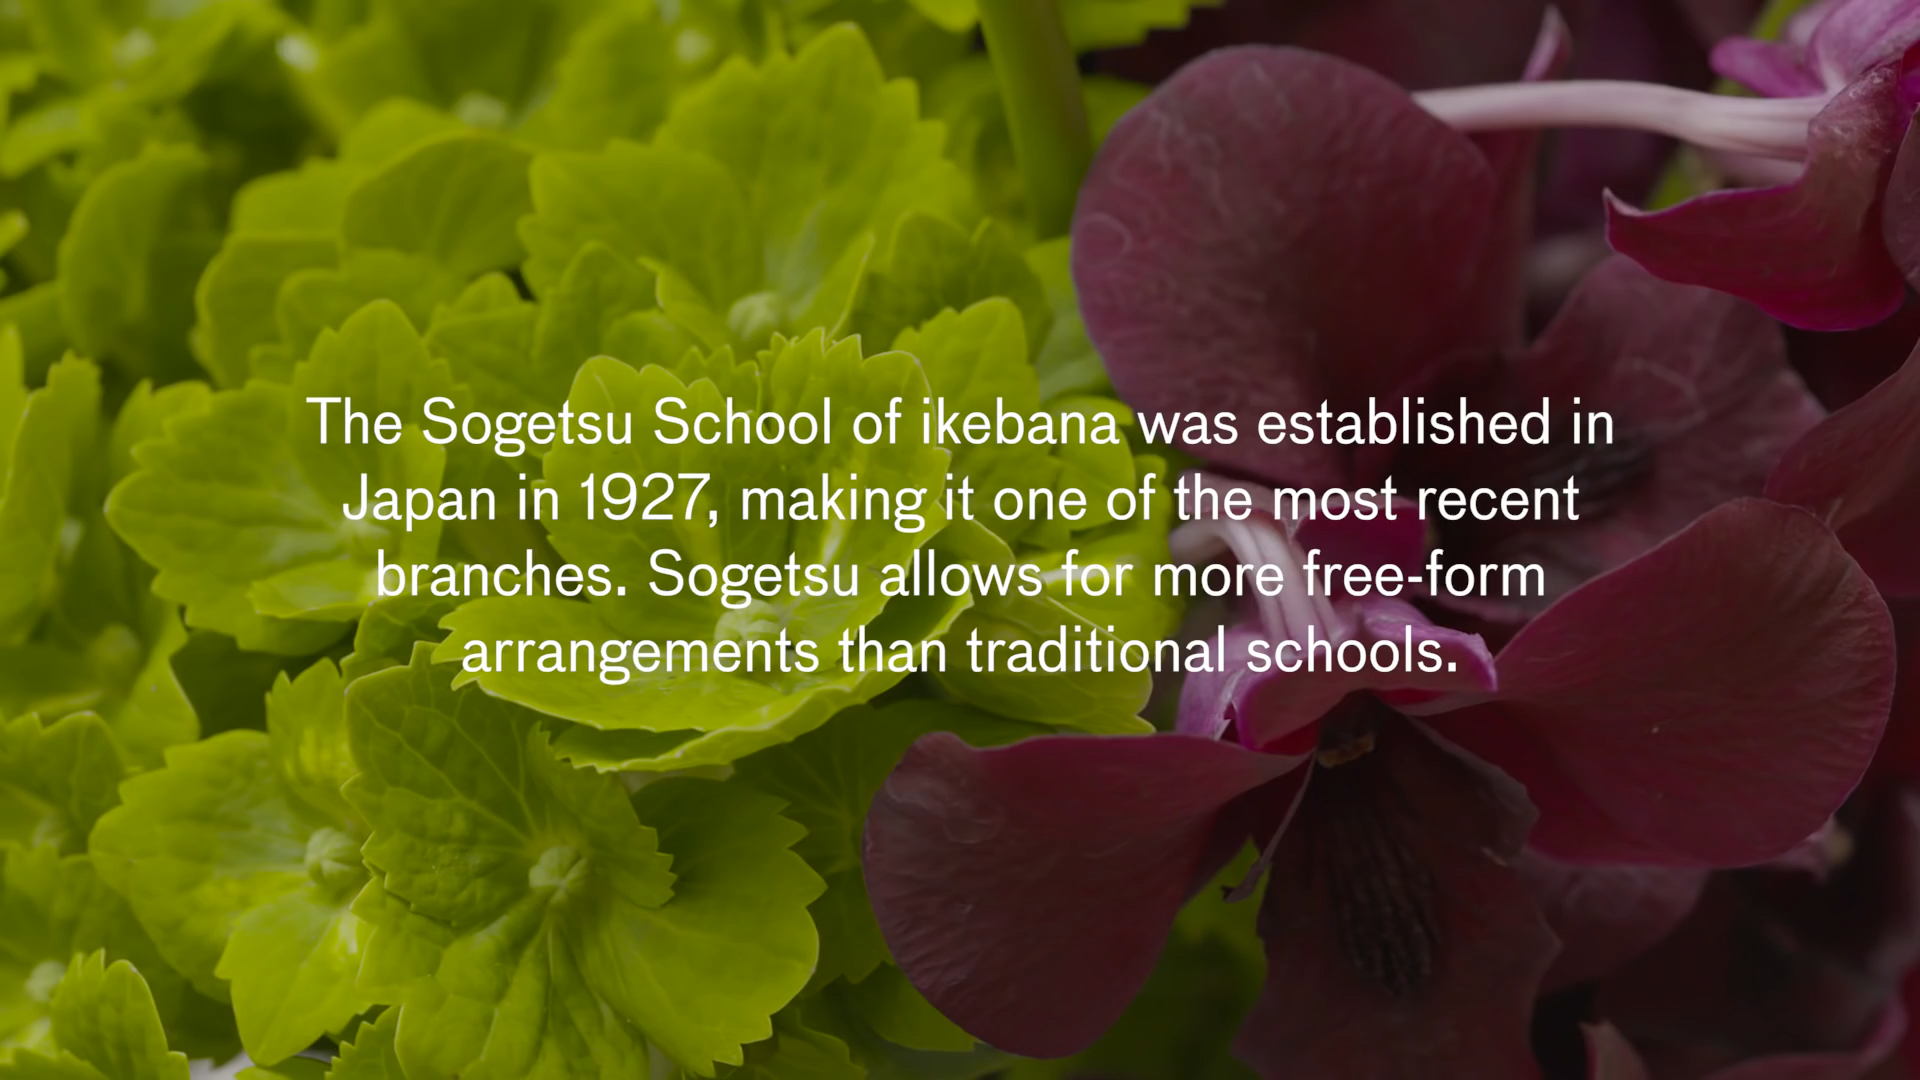 The Sogetsu School of ikebana was established in
Japan in 1927, making it one of the most recent
branches. Sogetsu allows for more free-form
arrangements than traditional schools.